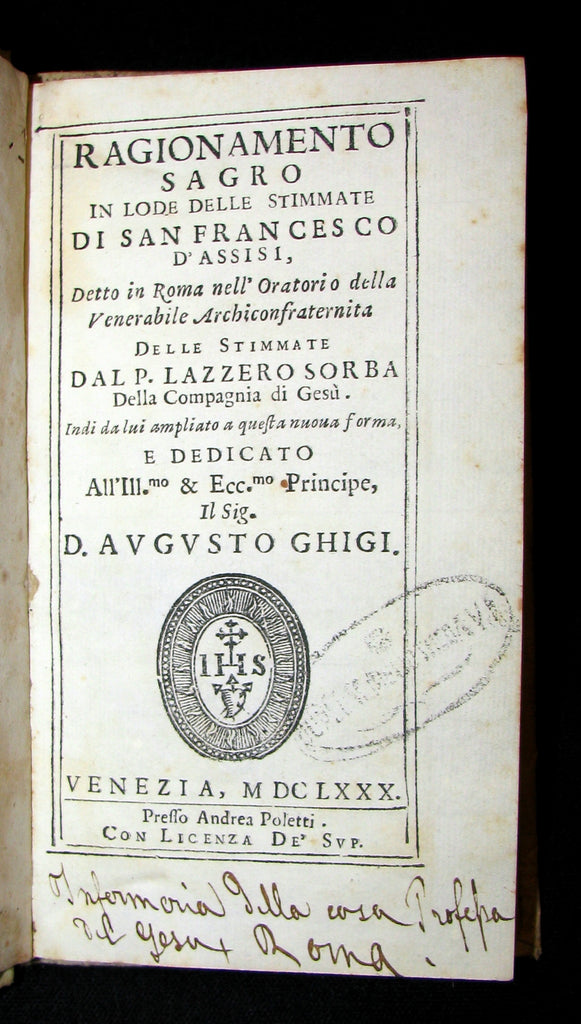 RAGIONAMENTO
SAGRO
IN LODE DELLE STIMMATE
DI SAN FRANCESCO
D'ASSISI,
Detto in Roma nell' Oratorio della
Venerabile Archiconfraternita
DELLE STIMMATE
DAL P. LAZZERO SORBA
Della Compagnia di Gesù.
Indi da lui ampliato a queſta nuoua forma,
E DEDICATO
All'Ill.mo & Ecc.mo Principe,
Il Sig.
D. AVGVSTO GHIGI.
IHS
VENEZIA, MDCLXXX.
Preſſo Andrea Poletti.
CON LICENZA DE' SVP.
Infermeria della casa Profeſsa
del Gesù Roma.